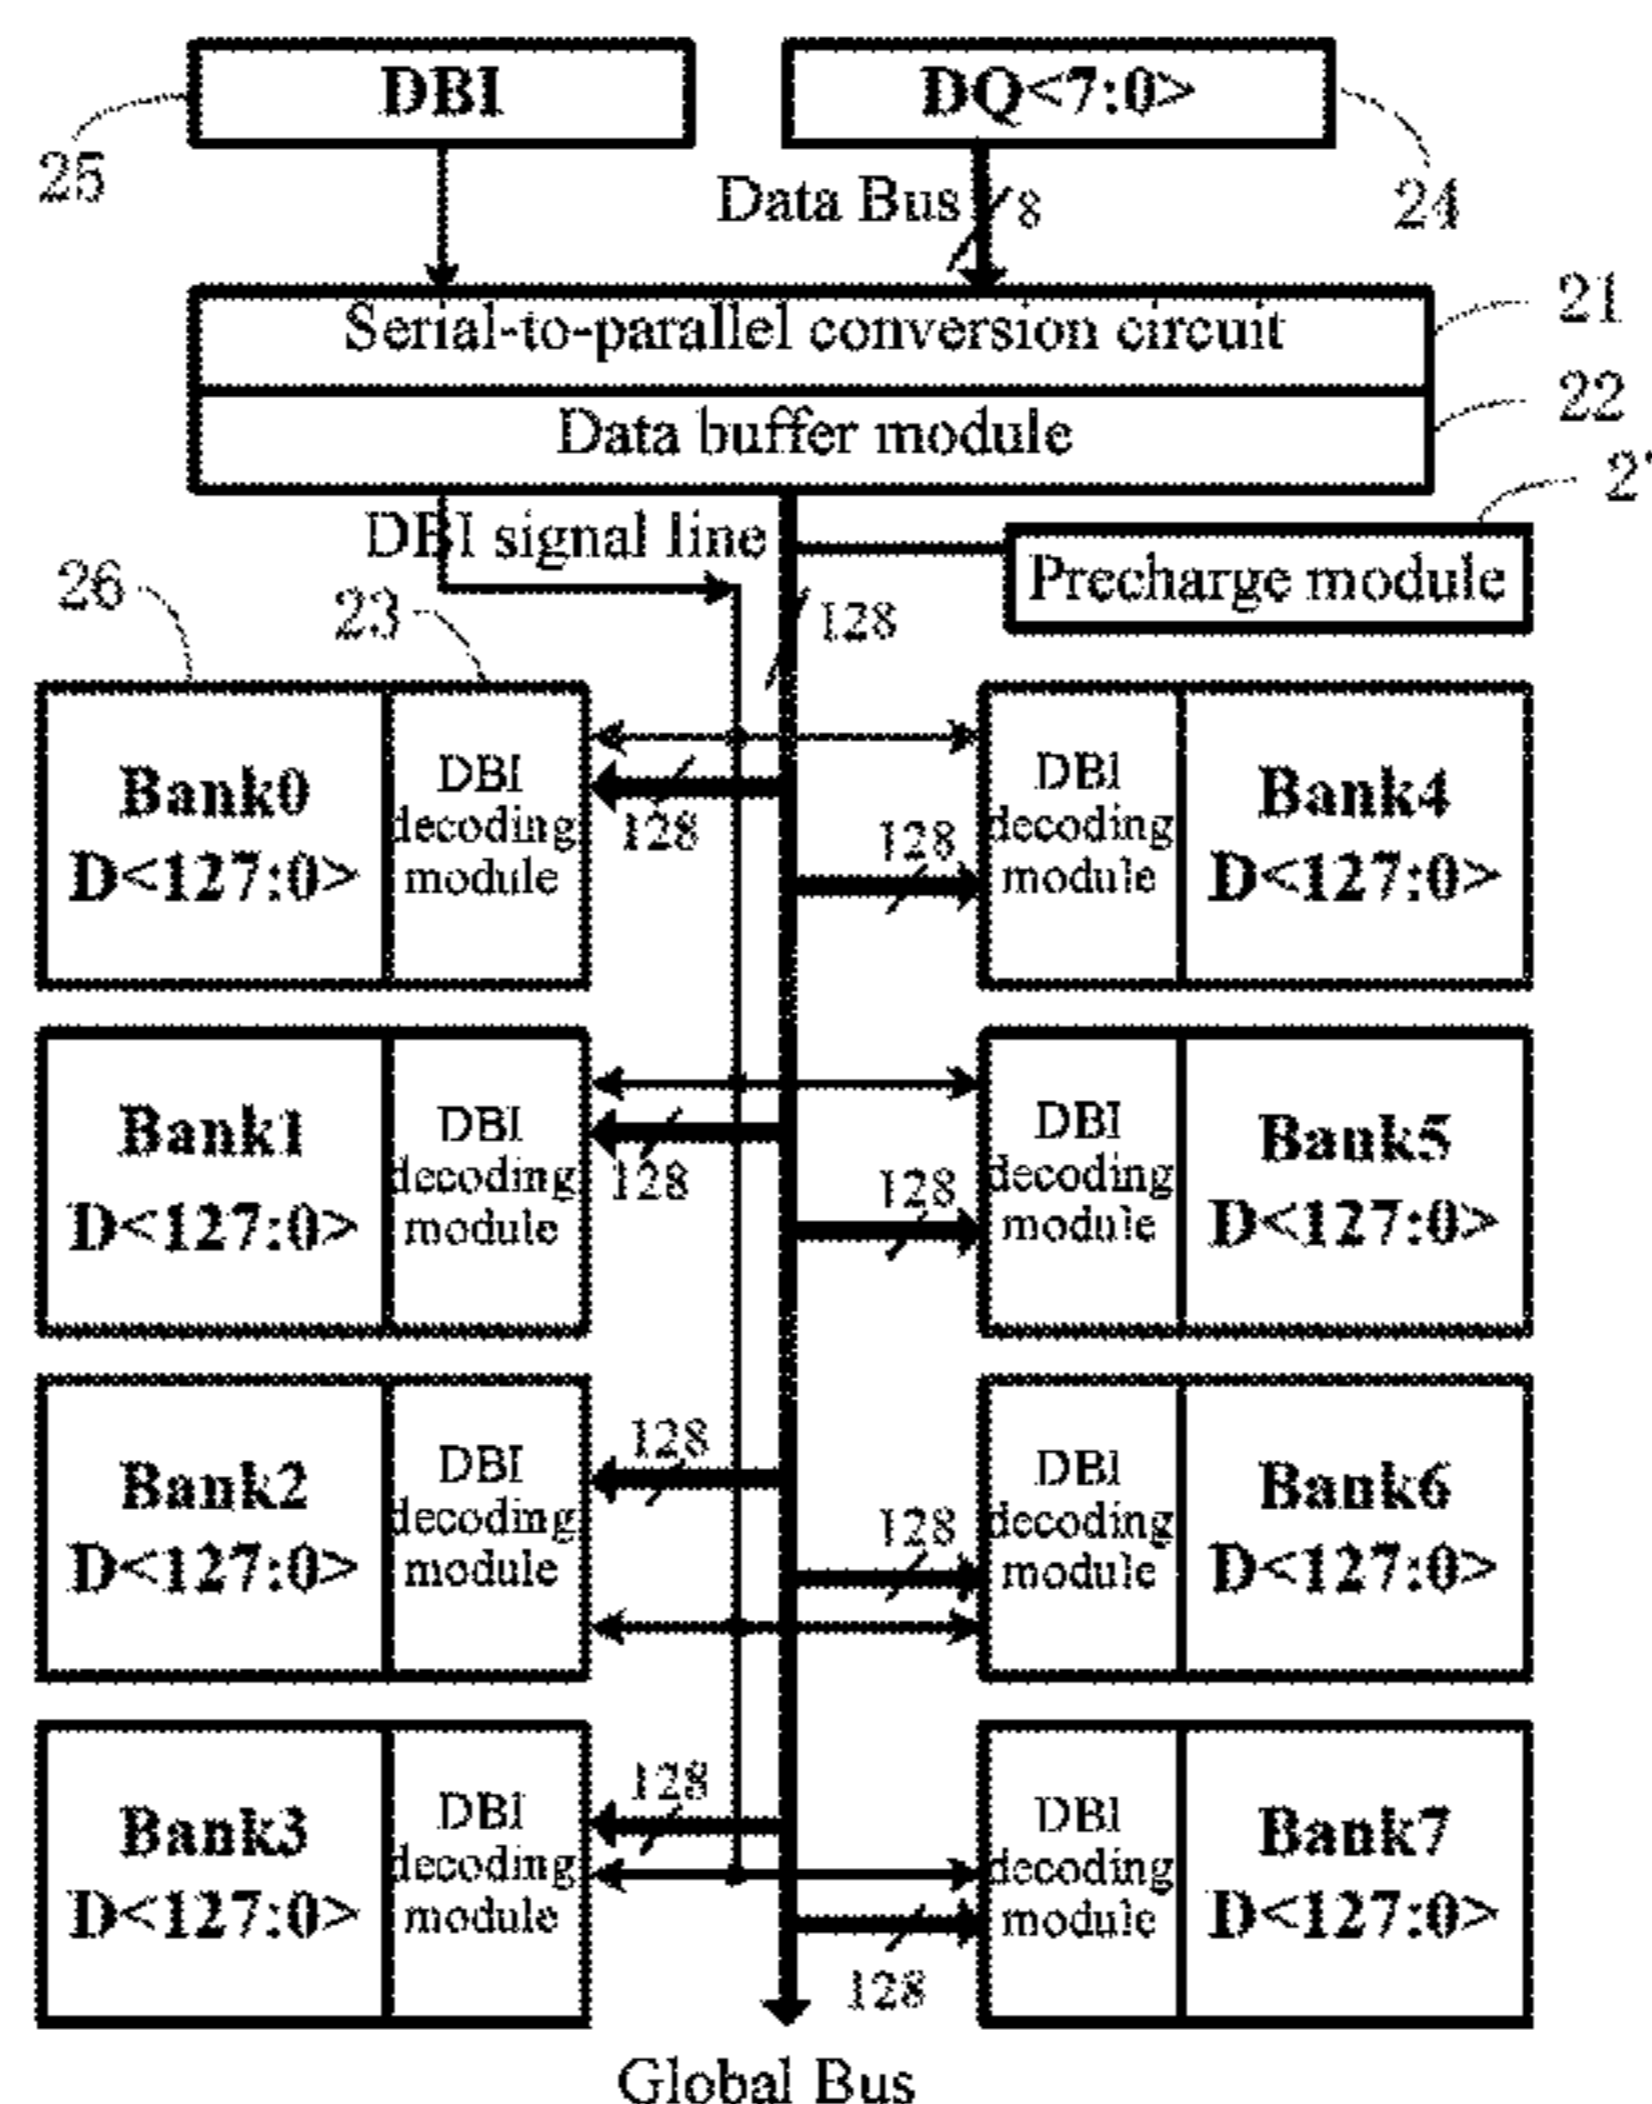 DBI
DQ<7:0>
25
24
Data Bus
8
Serial-to-parallel conversion circuit
21
Data buffer module
22
DBI signal line
Precharge module
128
26
23
Bank0
D<127:0>
DBI
decoding
module
128
128
DBI
decoding
module
Bank4
D<127:0>
Bank1
D<127:0>
DBI
decoding
module
128
128
DBI
decoding
module
Bank5
D<127:0>
Bank2
D<127:0>
DBI
decoding
module
128
128
DBI
decoding
module
Bank6
D<127:0>
Bank3
D<127:0>
DBI
decoding
module
128
128
DBI
decoding
module
Bank7
D<127:0>
Global Bus